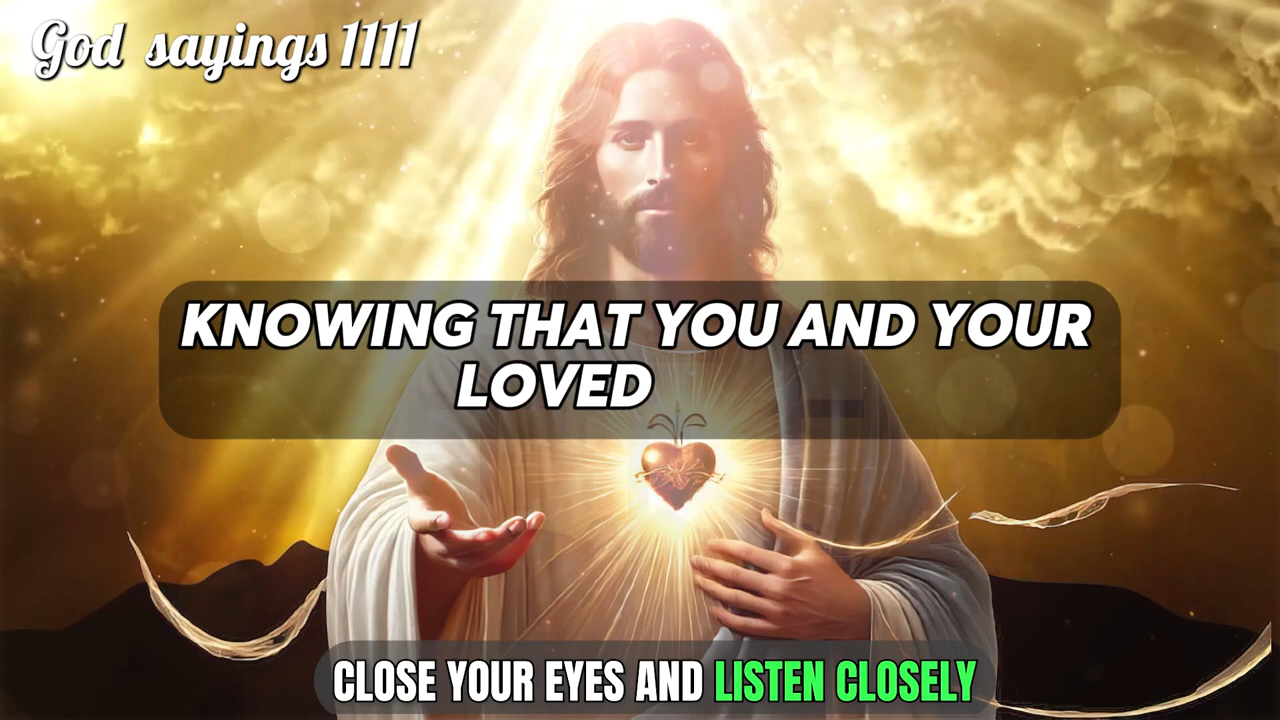 God sayings 1111
KNOWING THAT YOU AND YOUR
LOVED
CLOSE YOUR EYES AND LISTEN CLOSELY